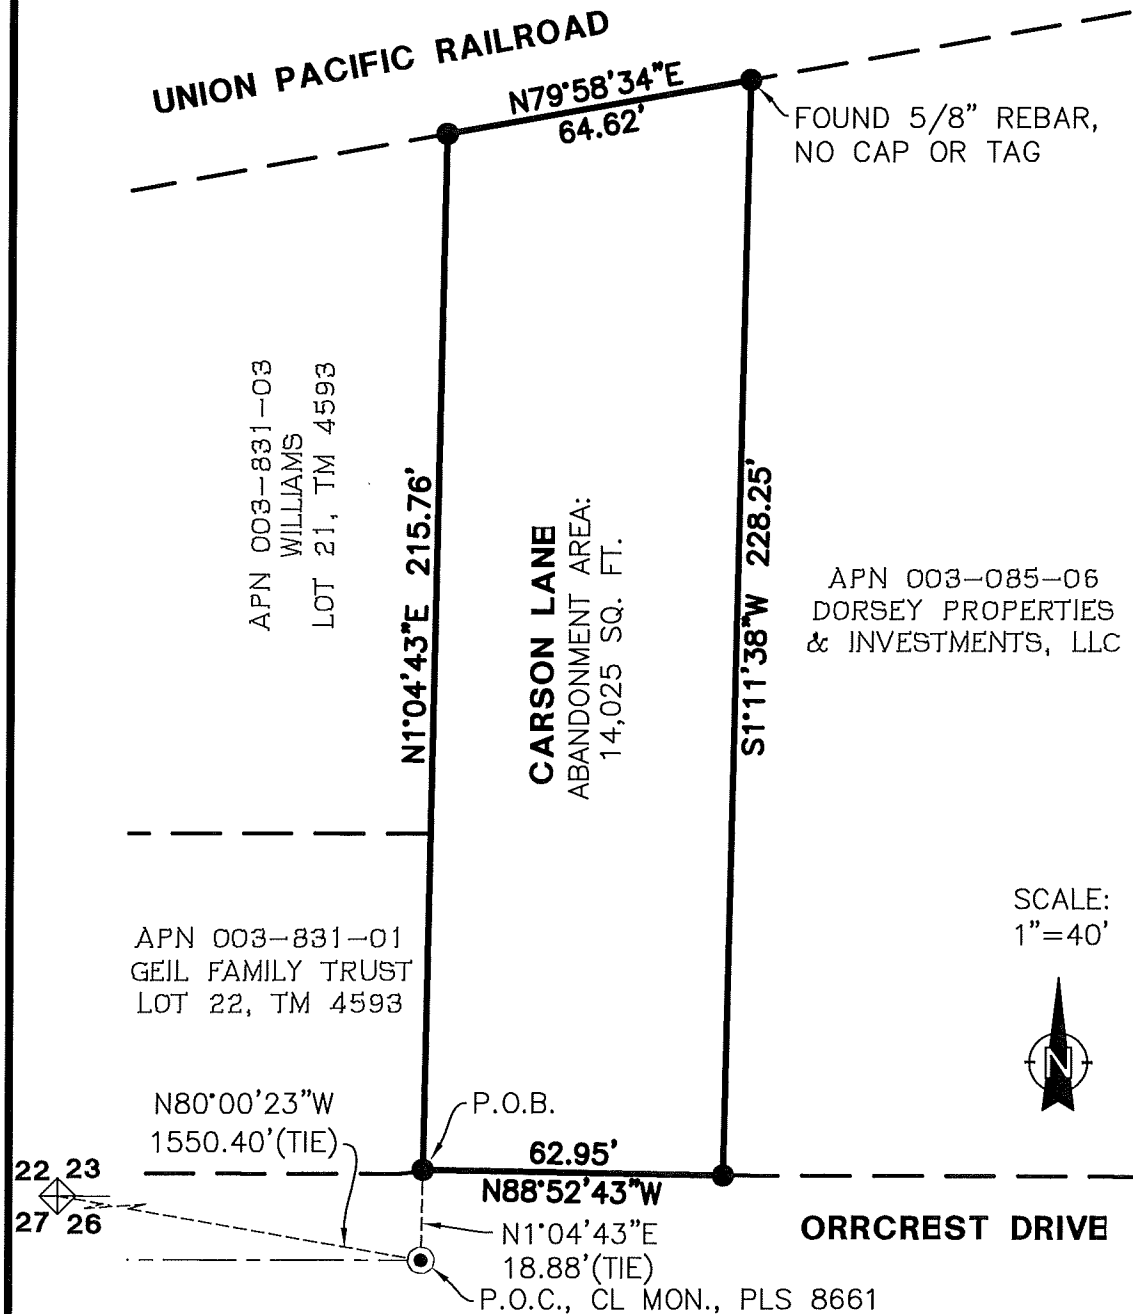 UNION PACIFIC RAILROAD
N79°58'34"E
64.62'
FOUND 5/8" REBAR,
NO CAP OR TAG
APN 003-831-03
WILLIAMS
LOT 21, TM 4593
N1°04'43"E 215.76'
CARSON LANE
ABANDONMENT AREA:
14,025 SQ. FT.
S1°11'38"W 228.25'
APN 003-085-06
DORSEY PROPERTIES
& INVESTMENTS, LLC
SCALE:
1"=40'
N
APN 003-831-01
GEIL FAMILY TRUST
LOT 22, TM 4593
N80°00'23"W
1550.40'(TIE)
P.O.B.
62.95'
N88°52'43"W
22 23
27 26
N1°04'43"E
18.88'(TIE)
ORRCREST DRIVE
P.O.C., CL MON., PLS 8661